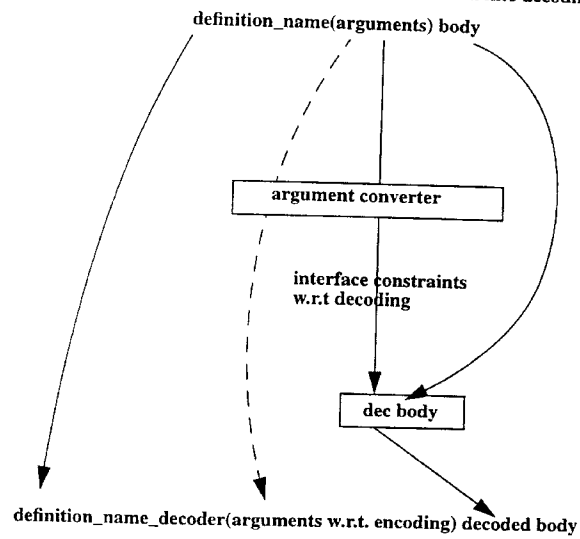 definition_name(arguments) body
argument converter
interface constraints
w.r.t decoding
dec body
definition_name_decoder(arguments w.r.t. encoding) decoded body